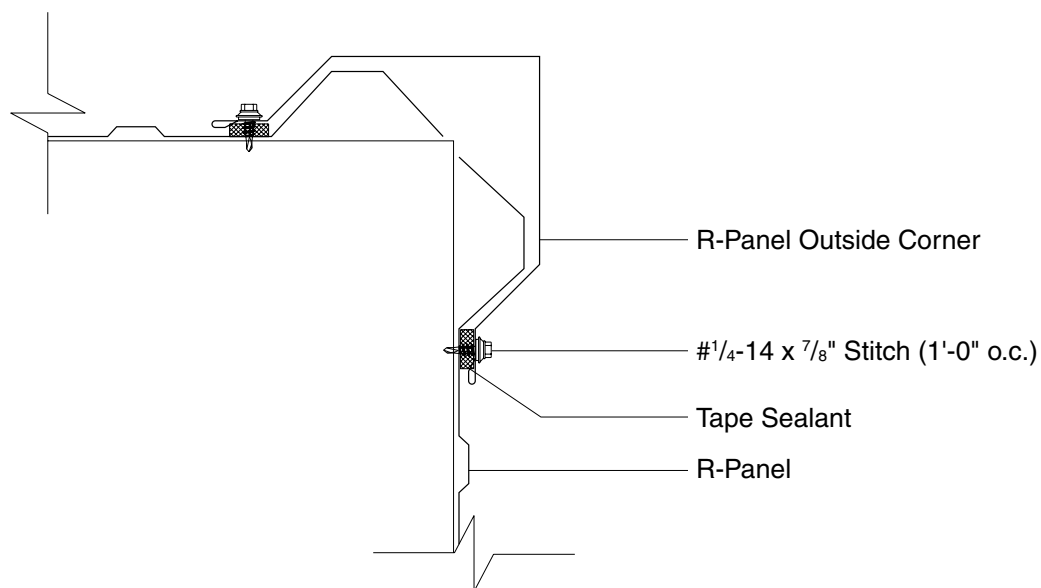 R-Panel Outside Corner
#1/4-14 x 7/8" Stitch (1'-0" o.c.)
Tape Sealant
R-Panel